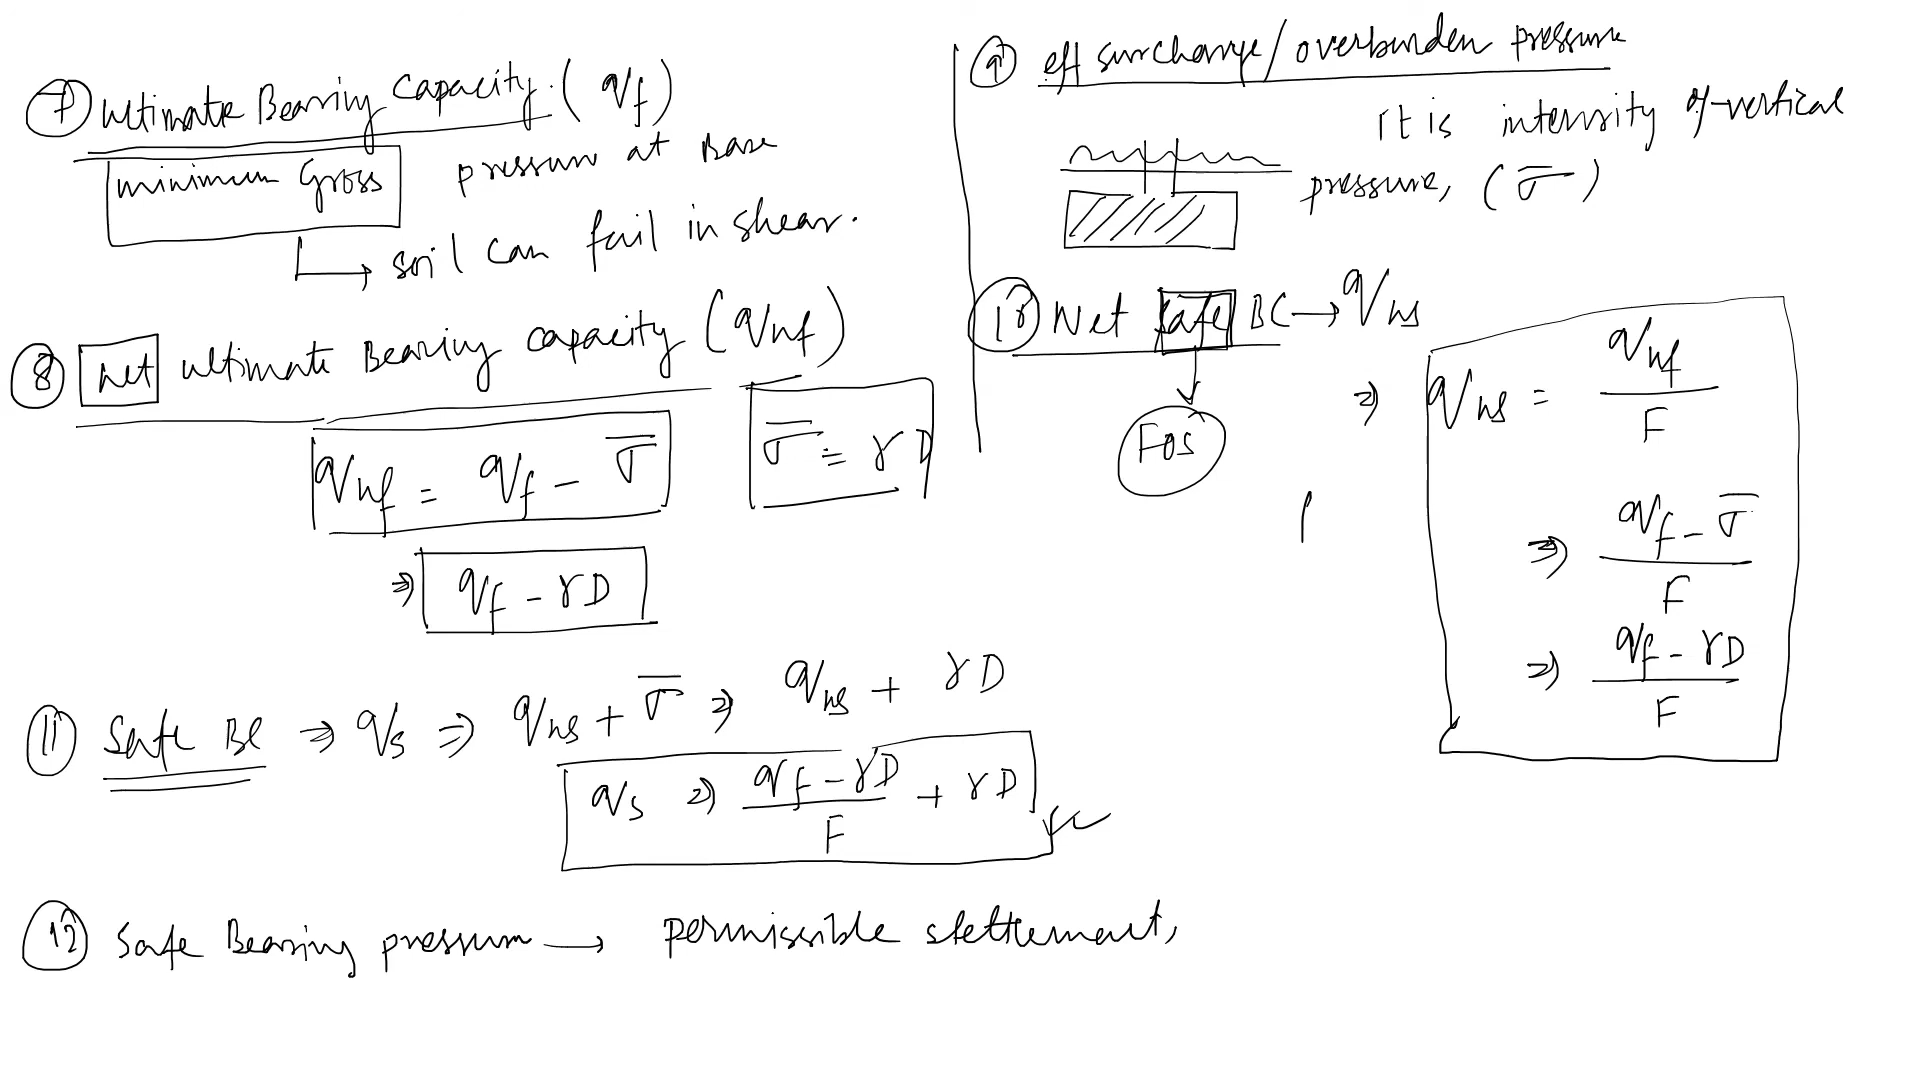 7 Ultimate Bearing Capacity. (qf)
minimum Gross pressure at Base
→ soil can fail in shear.
8 net ultimate Bearing capacity (qnf)
qnf = qf - σ̅
σ̅ = γD
⇒ qf - γD
9 eff surcharge/overburden pressure
It is intensity of vertical
pressure, (σ̅)
10 Net safe BC → qns
FOS
⇒ qns = qnf / F
⇒ (qf - σ̅) / F
⇒ (qf - γD) / F
11 Safe BC ⇒ qs ⇒ qns + σ̅ ⇒ qns + γD
qs ⇒ (qf - γD) / F + γD
12 Safe Bearing pressure → permissible stettlement,